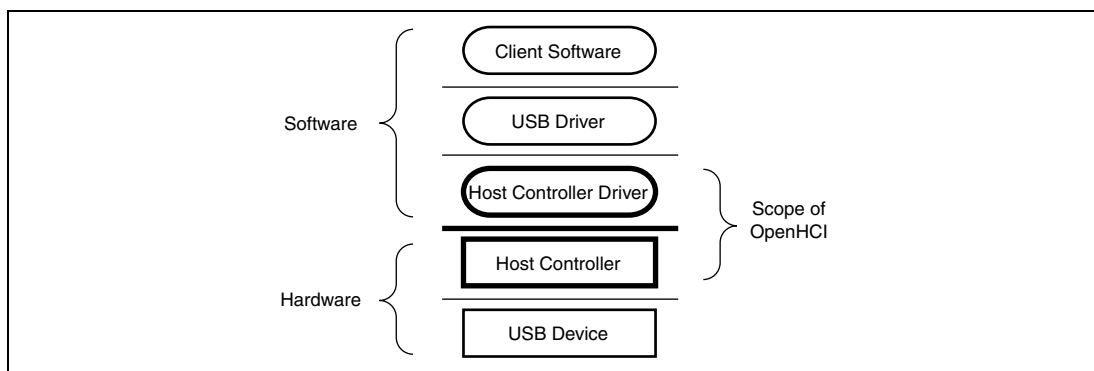 Client Software
USB Driver
Software
Host Controller Driver
Scope of
OpenHCI
Host Controller
Hardware
USB Device